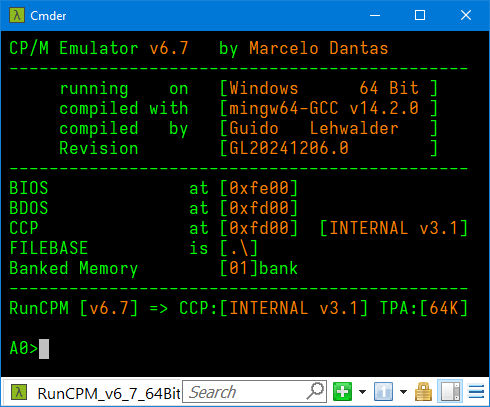 Cmder
CP/M Emulator v6.7 by Marcelo Dantas
----------------------------------------------
running on [Windows 64 Bit ]
compiled with [mingw64-GCC v14.2.0 ]
compiled by [Guido Lehwalder ]
Revision [GL20241206.0 ]
----------------------------------------------
BIOS at [0xfe00]
BDOS at [0xfd00]
CCP at [0xfd00] [INTERNAL v3.1]
FILEBASE is [.\]
Banked Memory [01]bank
----------------------------------------------
RunCPM [v6.7] => CCP:[INTERNAL v3.1] TPA:[64K]
A0>
RunCPM_v6_7_64Bit Search